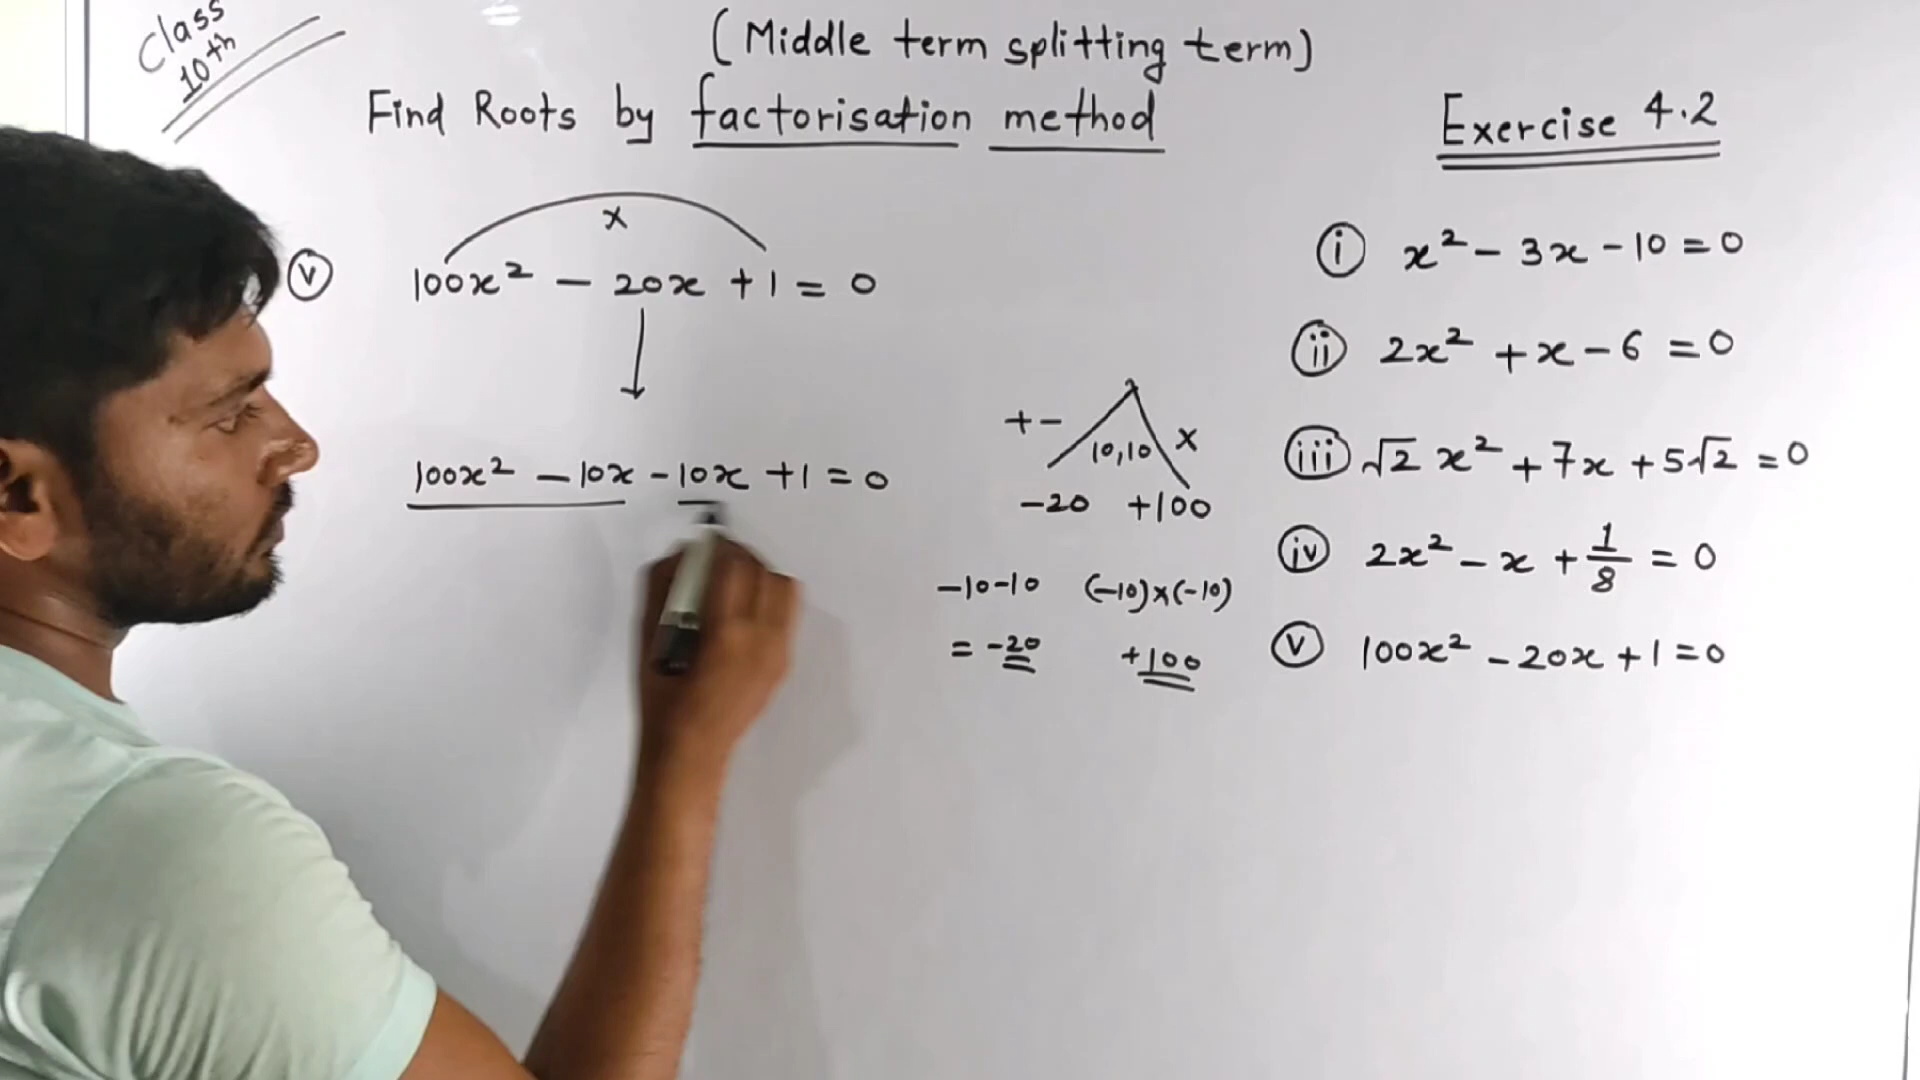 Class
10th
(Middle term splitting term)
Find Roots by factorisation method
Exercise 4.2
x
(v) 100x² - 20x + 1 = 0
100x² - 10x - 10x + 1 = 0
+ - 10,10 x
-20 +100
-10-10 (-10)x(-10)
= -20 +100
(i) x² - 3x - 10 = 0
(ii) 2x² + x - 6 = 0
(iii) √2 x² + 7x + 5√2 = 0
(iv) 2x² - x + 1/8 = 0
(v) 100x² - 20x + 1 = 0